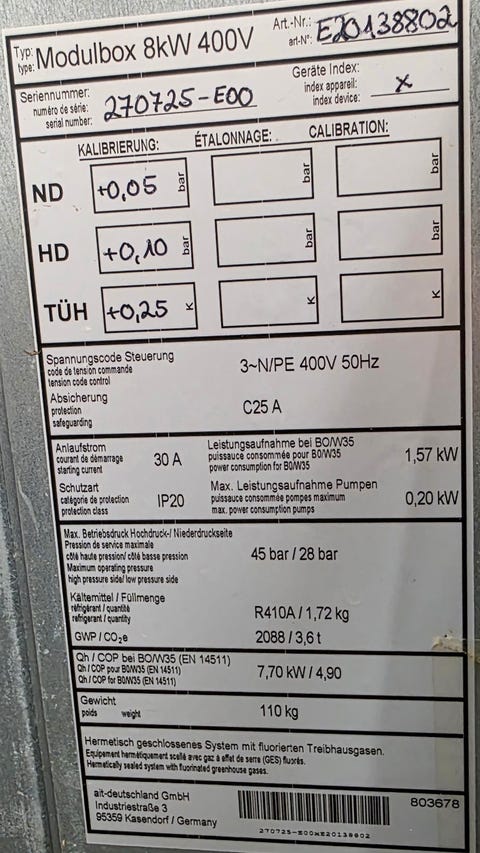 Typ: Modulbox 8kW 400V Art.-Nr.: E20138802
type: art-N°:
Seriennummer: 270725-E00 Geräte Index: x
numéro de série: index appareil:
serial number: index device:
KALIBRIERUNG: ÉTALONNAGE: CALIBRATION:
ND +0,05 bar bar bar
HD +0,10 bar bar bar
TÜH +0,25 K K K
Spannungscode Steuerung 3~N/PE 400V 50Hz
code de tension commande
tension code control
Absicherung C25 A
protection
safeguarding
Anlaufstrom 30 A Leistungsaufnahme bei BO/W35 1,57 kW
courant de démarrage puissance consommée pour B0/W35
starting current power consumption for B0/W35
Schutzart IP20 Max. Leistungsaufnahme Pumpen 0,20 kW
catégorie de protection puissance consommée pompes maximum
protection class max. power consumption pumps
Max. Betriebsdruck Hochdruck-/ Niederdruckseite 45 bar / 28 bar
Pression de service maximale
côté haute pression/ côté basse pression
Maximum operating pressure
high pressure side/ low pressure side
Kältemittel / Füllmenge R410A / 1,72 kg
réfrigérant / quantité
refrigerant / quantity
GWP / CO₂e 2088 / 3,6 t
Qh / COP bei BO/W35 (EN 14511) 7,70 kW / 4,90
Qh / COP pour B0/W35 (EN 14511)
Qh / COP for B0/W35 (EN 14511)
Gewicht 110 kg
poids weight
Hermetisch geschlossenes System mit fluorierten Treibhausgasen.
Equipement hermétiquement scellé avec gaz à effet de serre (GES) fluorés.
Hermetically sealed system with fluorinated greenhouse gases.
ait-deutschland GmbH 803678
Industriestraße 3
95359 Kasendorf / Germany
270725-E00ME20138802